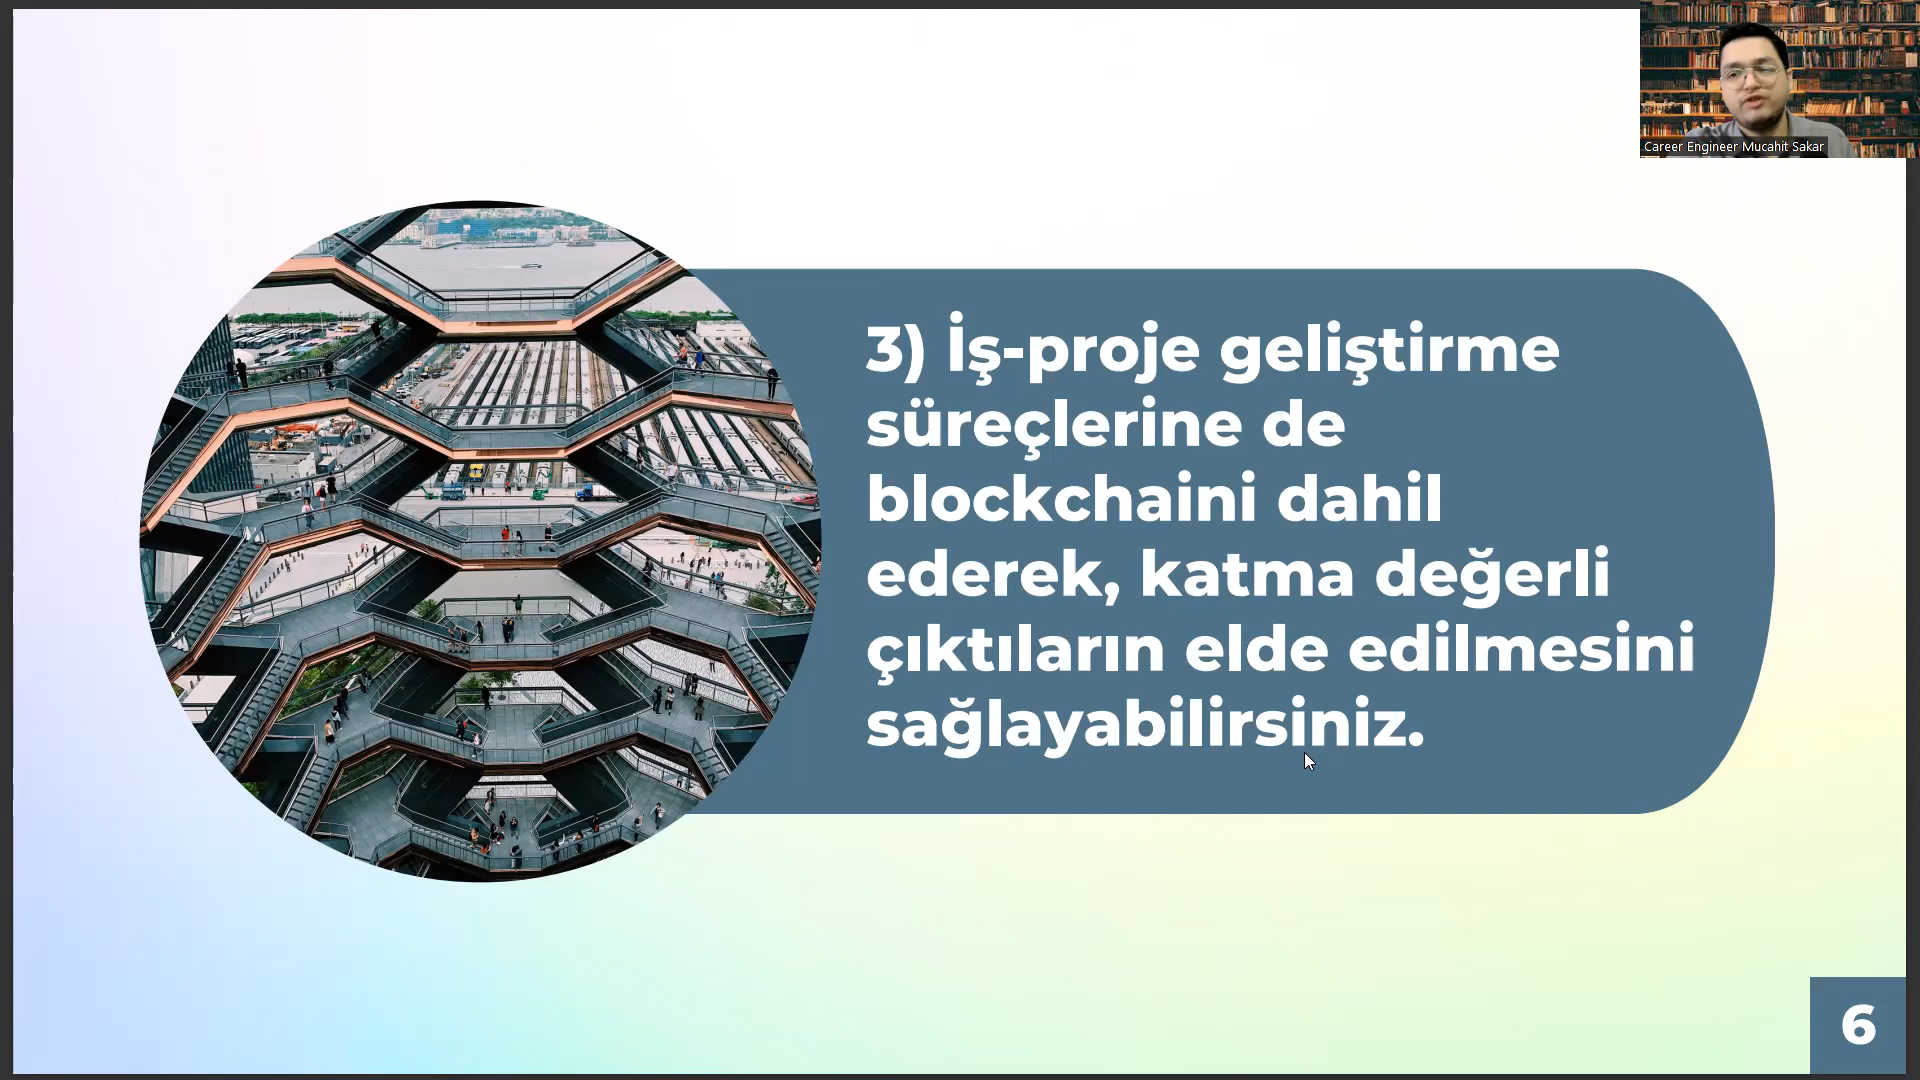 Career Engineer Mucahit Sakar
3) İş-proje geliştirme
süreçlerine de
blockchaini dahil
ederek, katma değerli
çıktıların elde edilmesini
sağlayabilirsiniz.
6